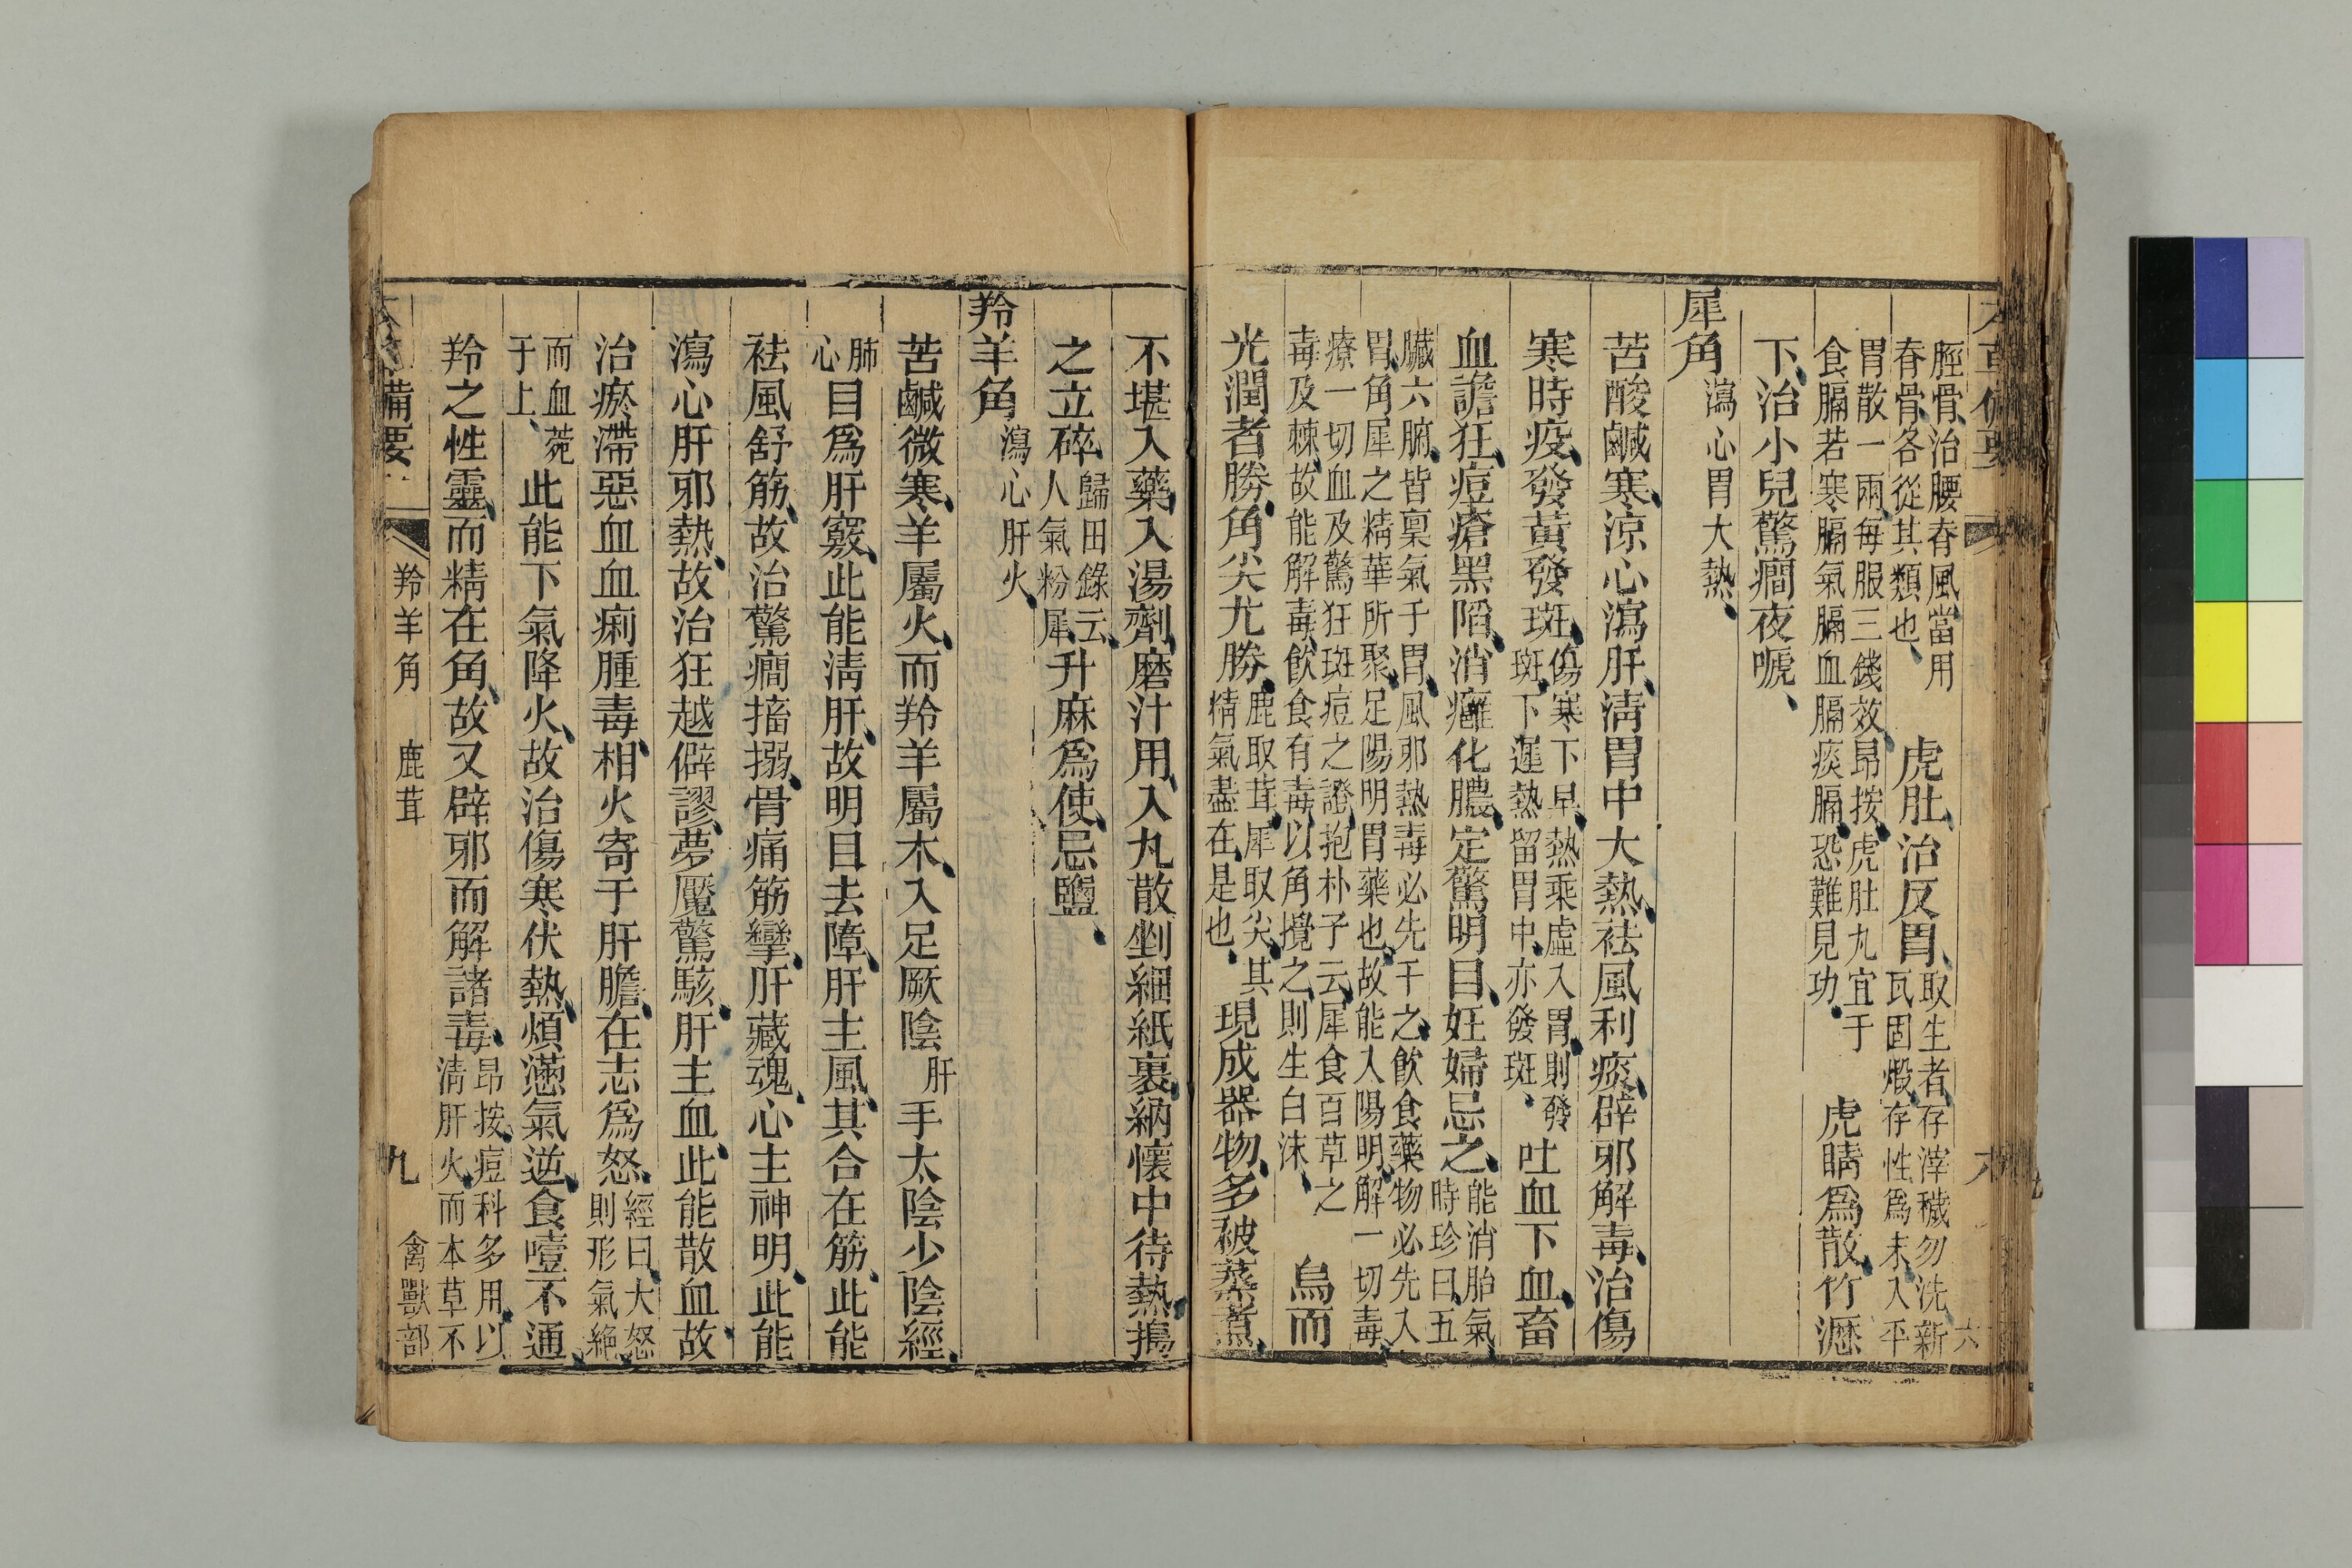 脛骨治腰脊風當用
脊骨各從其類也 虎肚治反胃 取生者存滓穢勿洗新瓦固煅存性爲末入平
胃散一兩每服三錢效昂按虎肚丸宜于食膈若寒膈氣膈血膈痰膈恐難見功 虎睛爲散竹瀝
下治小兒驚癎夜啼
犀角 瀉心胃大熱
苦酸鹹寒涼心瀉肝清胃中大熱祛風利痰辟邪解毒治傷
寒時疫發黃發斑 傷寒下早熱乘虛入胃則發斑下遲熱留胃中亦發斑 吐血下血畜
血譫狂痘瘡黑陷消癰化膿定驚明目妊婦忌之 能消胎氣時珍曰五
臟六腑皆稟氣于胃風邪熱毒必先干之飲食藥物必先入胃角犀之精華所聚足陽明胃藥也故能入陽明解一切毒
療一切血及驚狂斑痘之證抱朴子云犀食百草之毒及棘故能解毒飲食有毒以角攪之則生白沫 烏而
光潤者勝角尖尤勝 鹿取茸犀取尖其精氣盡在是也 現成器物多被蒸煮
不堪入藥入湯劑磨汁用入丸散剉細紙裹納懷中待熱搗
之立碎 歸田錄云人氣粉犀 升麻爲使忌鹽
羚羊角 瀉心肝火
苦鹹微寒羊屬火而羚羊屬木入足厥陰 肝 手太陰少陰經
肺心 目爲肝竅此能清肝故明目去障肝主風其合在筋此能
祛風舒筋故治驚癎搐搦骨痛筋攣肝藏魂心主神明此能
瀉心肝邪熱故治狂越僻謬夢魘驚駭肝主血此能散血故
治瘀滯惡血血痢腫毒相火寄于肝膽在志爲怒 經曰大怒則形氣絶
而血菀于上 此能下氣降火故治傷寒伏熱煩懣氣逆食噎不通
羚之性靈而精在角故又辟邪而解諸毒 昂按痘科多用以清肝火而本草不
備要 羚羊角 鹿茸 九 禽獸部